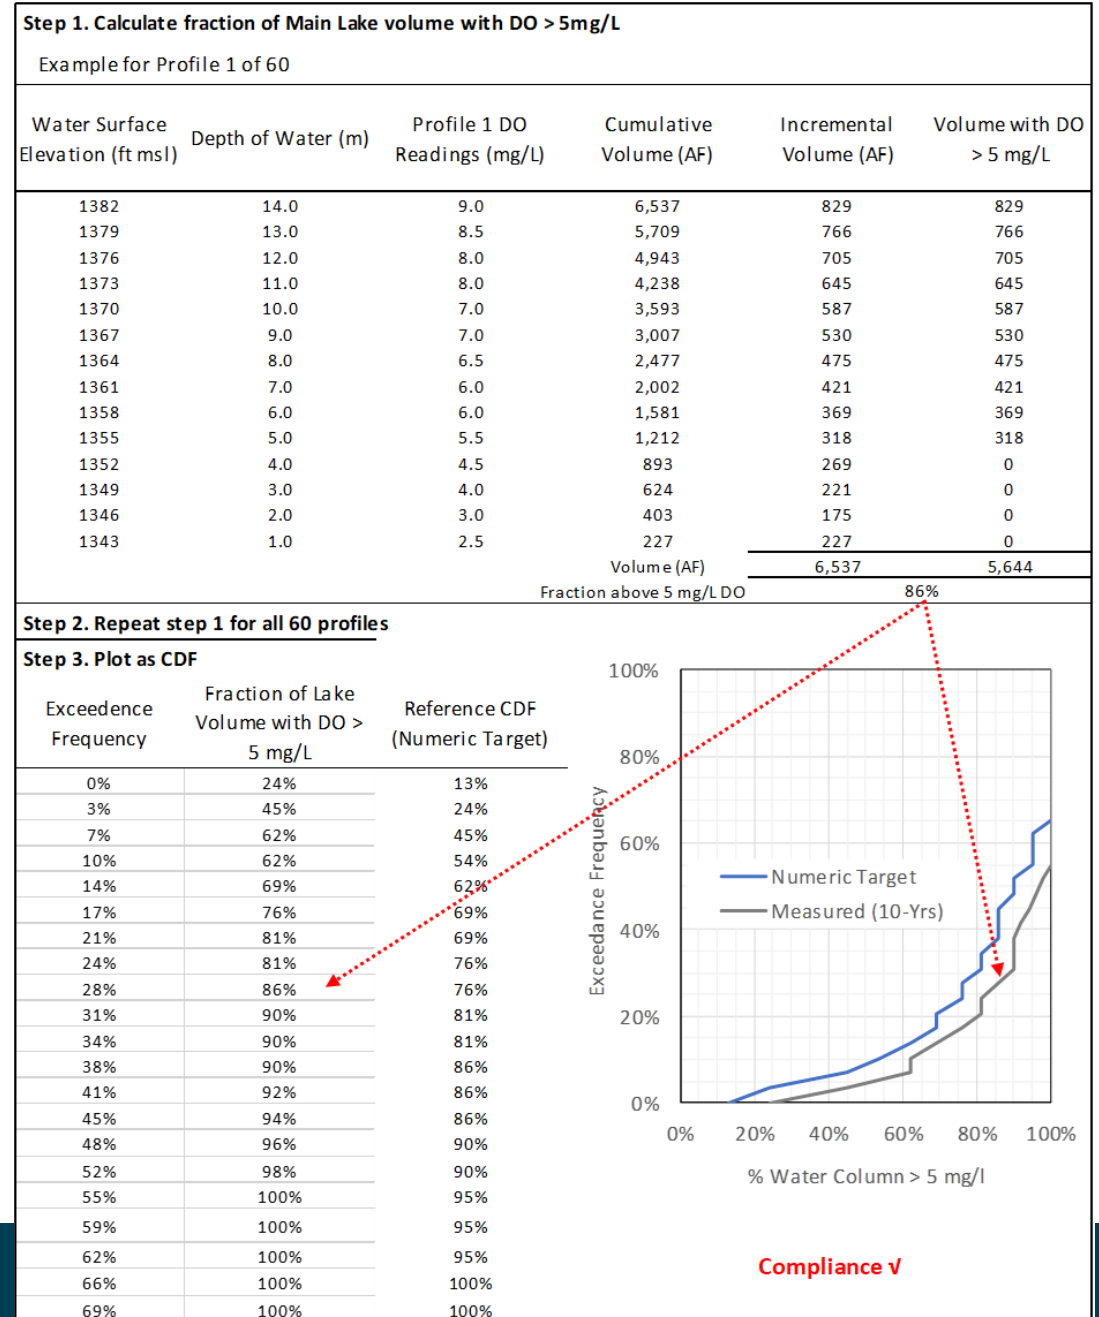 Step 1. Calculate fraction of Main Lake volume with DO > 5mg/L
Example for Profile 1 of 60
Water Surface Elevation (ft msl) Depth of Water (m) Profile 1 DO Readings (mg/L) Cumulative Volume (AF) Incremental Volume (AF) Volume with DO > 5 mg/L
1382 14.0 9.0 6,537 829 829
1379 13.0 8.5 5,709 766 766
1376 12.0 8.0 4,943 705 705
1373 11.0 8.0 4,238 645 645
1370 10.0 7.0 3,593 587 587
1367 9.0 7.0 3,007 530 530
1364 8.0 6.5 2,477 475 475
1361 7.0 6.0 2,002 421 421
1358 6.0 6.0 1,581 369 369
1355 5.0 5.5 1,212 318 318
1352 4.0 4.5 893 269 0
1349 3.0 4.0 624 221 0
1346 2.0 3.0 403 175 0
1343 1.0 2.5 227 227 0
Volume (AF) 6,537 5,644
Fraction above 5 mg/L DO 86%
Step 2. Repeat step 1 for all 60 profiles
Step 3. Plot as CDF
Exceedence Frequency Fraction of Lake Volume with DO > 5 mg/L Reference CDF (Numeric Target)
0% 24% 13%
3% 45% 24%
7% 62% 45%
10% 62% 54%
14% 69% 62%
17% 76% 69%
21% 81% 69%
24% 81% 76%
28% 86% 76%
31% 90% 81%
34% 90% 81%
38% 90% 86%
41% 92% 86%
45% 94% 86%
48% 96% 90%
52% 98% 90%
55% 100% 95%
59% 100% 95%
62% 100% 95%
66% 100% 100%
69% 100% 100%
100%
80%
60%
40%
20%
0%
Exceedance Frequency
Numeric Target
Measured (10-Yrs)
0% 20% 40% 60% 80% 100%
% Water Column > 5 mg/l
Compliance √